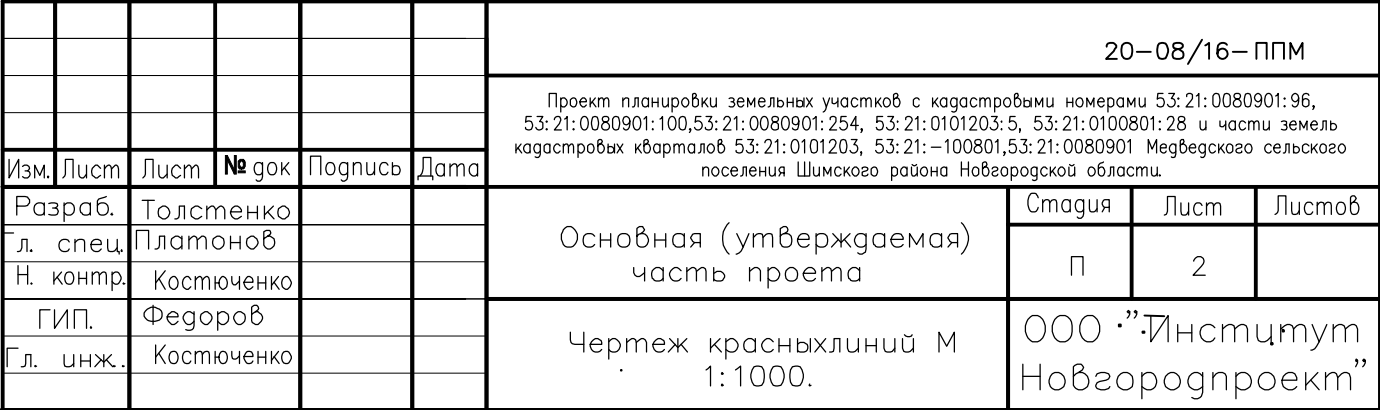 20-08/16-ППМ
Проект планировки земельных участков с кадастровыми номерами 53:21:0080901:96,
53:21:0080901:100,53:21:0080901:254, 53:21:0101203:5, 53:21:0100801:28 и части земель
кадастровых кварталов 53:21:0101203, 53:21:-100801,53:21:0080901 Медведского сельского
поселения Шимского района Новгородской области.
Изм. Лист Лист № док Подпись Дата
Разраб. Толстенко
Гл. спец. Платонов
Н. контр. Костюченко
ГИП. Федоров
Гл. инж.. Костюченко
Основная (утверждаемая)
часть проета
Стадия Лист Листов
П 2
Чертеж красныхлиний М
1:1000.
ООО "Институт
Новгородпроект"